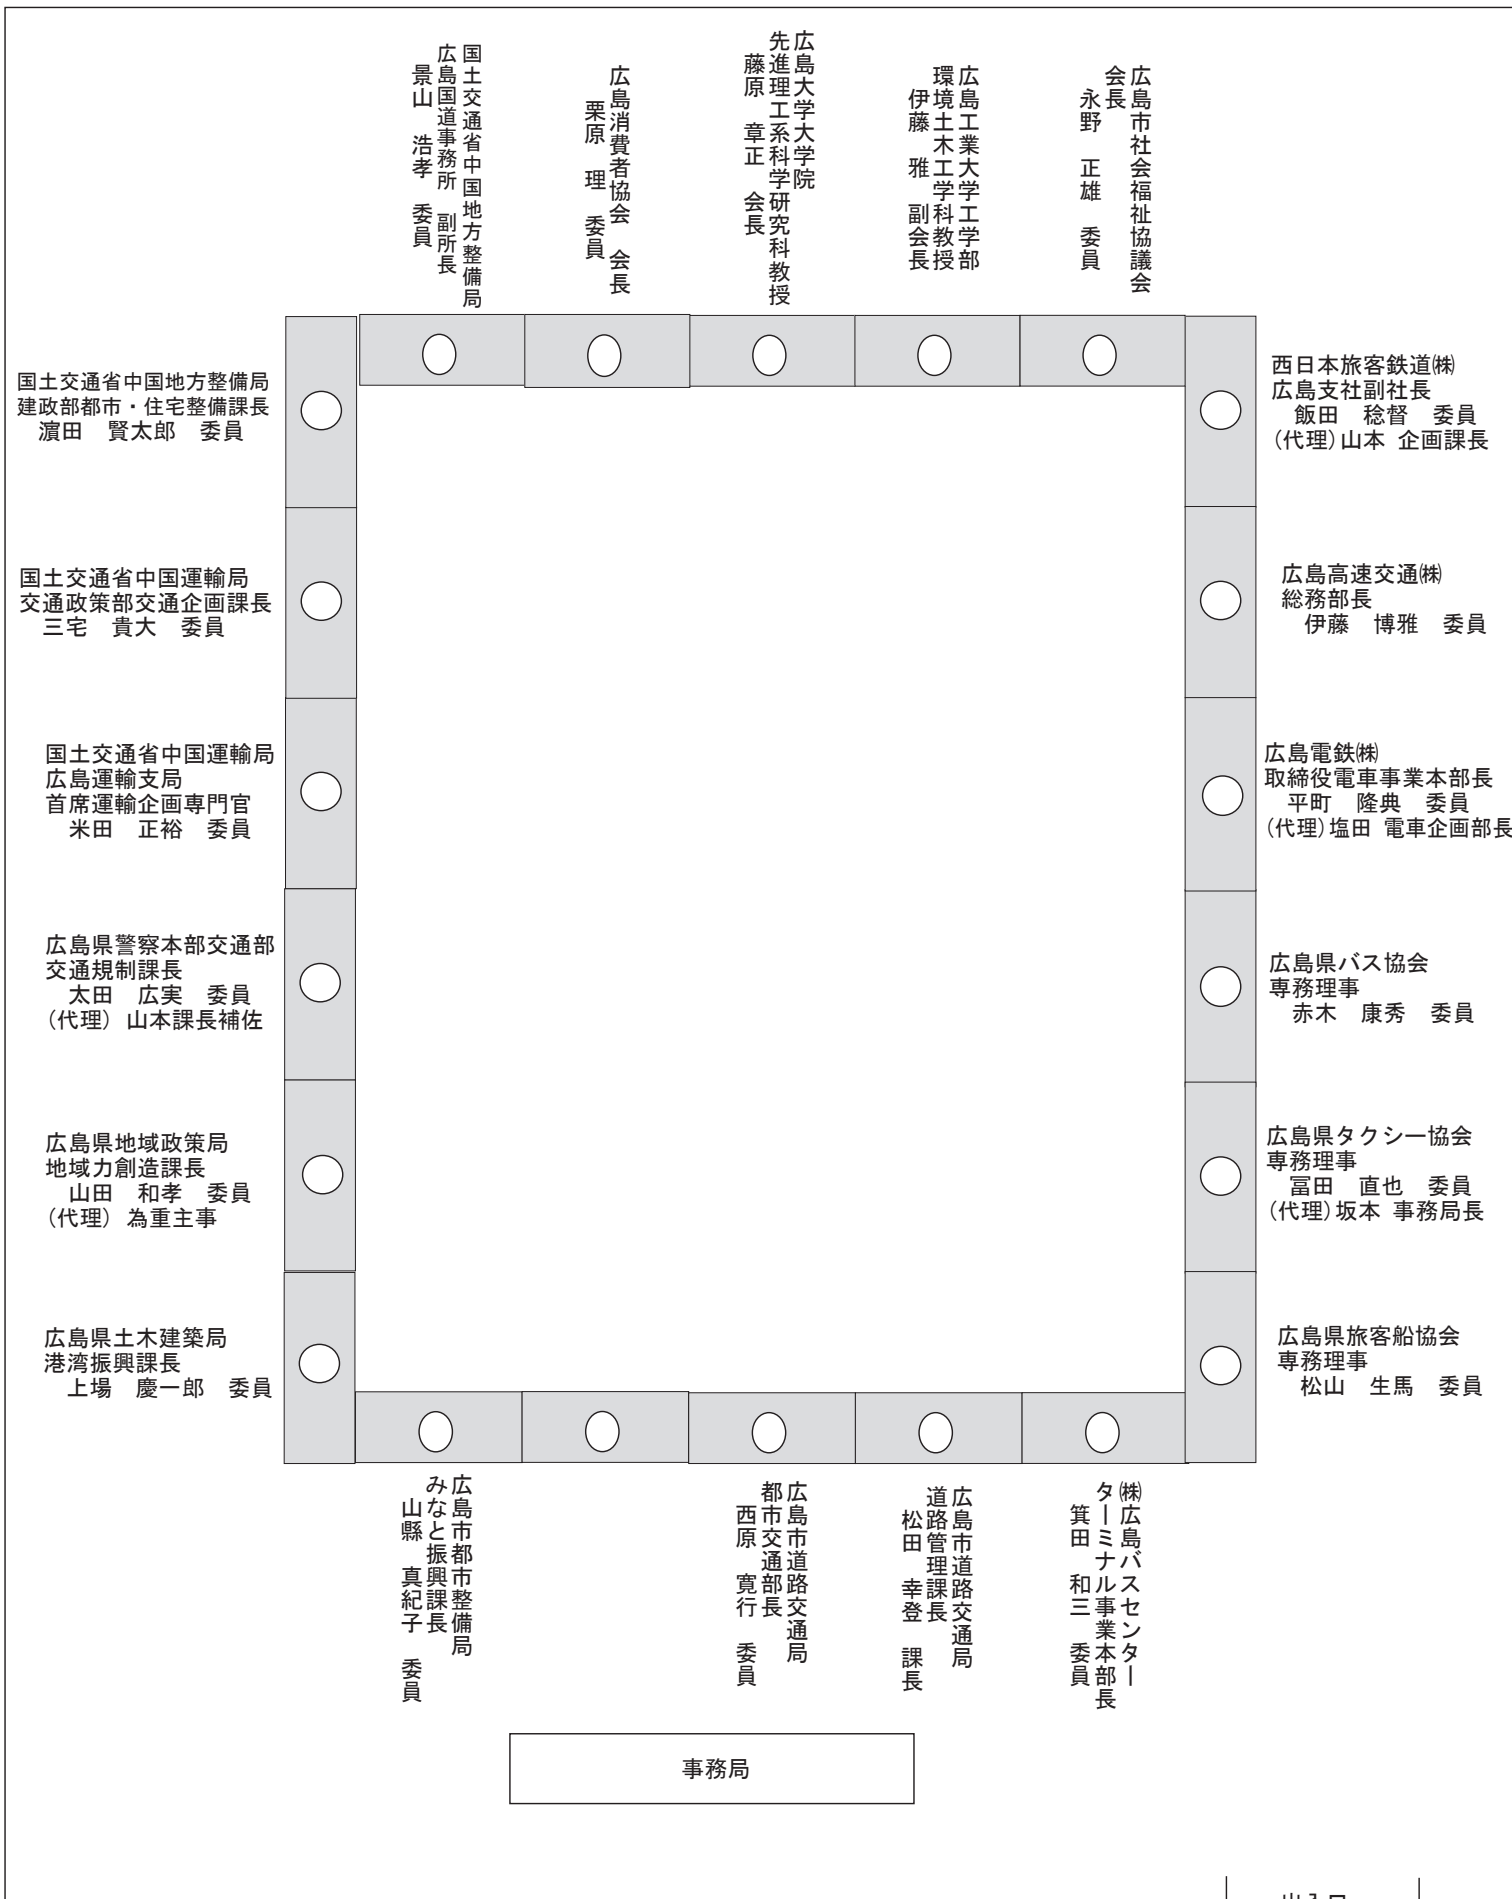 国土交通省中国地方整備局
広島国道事務所　副所長
景山　浩孝　委員
広島消費者協会　会長
栗原　理　委員
広島大学大学院
先進理工系科学研究科教授
藤原　章正　会長
広島工業大学工学部
環境土木工学科教授
伊藤　雅　副会長
広島市社会福祉協議会
会長
永野　正雄　委員
国土交通省中国地方整備局
建政部都市・住宅整備課長
濵田　賢太郎　委員
国土交通省中国運輸局
交通政策部交通企画課長
三宅　貴大　委員
国土交通省中国運輸局
広島運輸支局
首席運輸企画専門官
米田　正裕　委員
広島県警察本部交通部
交通規制課長
太田　広実　委員
(代理) 山本課長補佐
広島県地域政策局
地域力創造課長
山田　和孝　委員
(代理) 為重主事
広島県土木建築局
港湾振興課長
上場　慶一郎　委員
西日本旅客鉄道㈱
広島支社副支社長
飯田　稔督　委員
(代理)山本 企画課長
広島高速交通㈱
総務部長
伊藤　博雅　委員
広島電鉄㈱
取締役電車事業本部長
平町　隆典　委員
(代理)塩田 電車企画部長
広島県バス協会
専務理事
赤木　康秀　委員
広島県タクシー協会
専務理事
冨田　直也　委員
(代理)坂本 事務局長
広島県旅客船協会
専務理事
松山　生馬　委員
広島市都市整備局
みなと振興課長
山縣　真紀子　委員
広島市道路交通局
都市交通部長
西原　寛行　委員
広島市道路交通局
道路管理課長
松田　幸登　課長
㈱広島バスセンター
ターミナル事業本部長
箕田　和三　委員
事務局
出入口